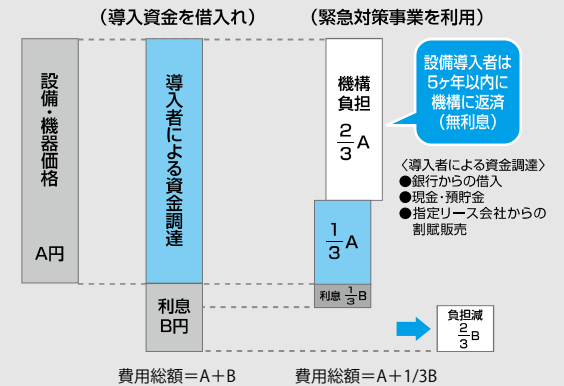 （導入資金を借入れ）
（緊急対策事業を利用）
設備・機器価格
A円
導入者による資金調達
利息
B円
機構
負担
2/3 A
1/3 A
利息 1/3 B
設備導入者は
5ヶ年以内に
機構に返済
（無利息）
〈導入者による資金調達〉
●銀行からの借入
●現金・預貯金
●指定リース会社からの
割賦販売
負担減
2/3 B
費用総額＝A＋B
費用総額＝A＋1/3B